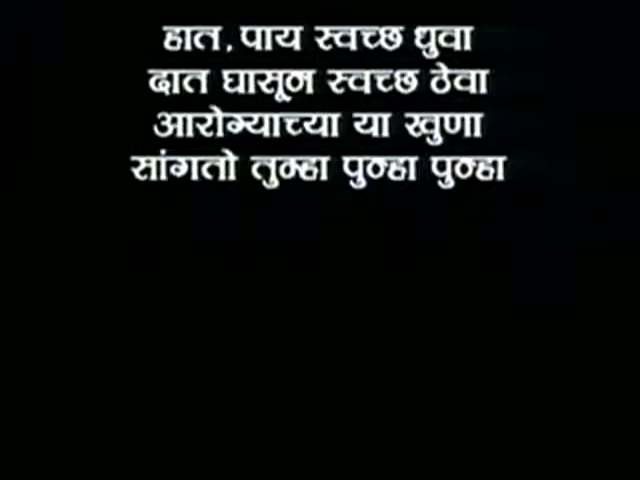 हात.पाय स्वच्छ धुवा
दात घासून स्वच्छ ठेवा
आरोग्याच्या या खुणा
सांगतो तुम्हा पुन्हा पुन्हा